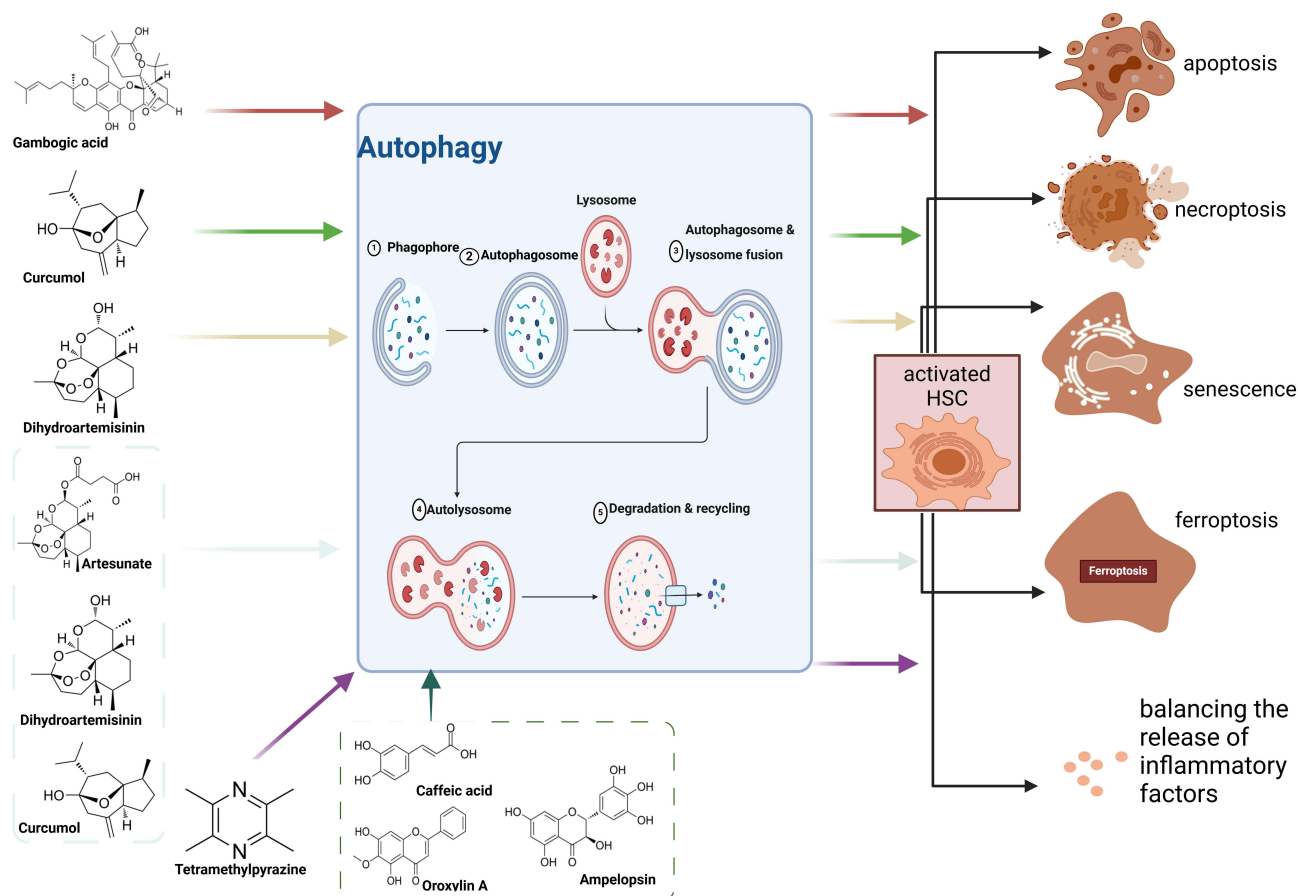 Gambogic acid
Curcumol
Dihydroartemisinin
Artesunate
Dihydroartemisinin
Curcumol
Tetramethylpyrazine
Autophagy
Lysosome
1 Phagophore
2 Autophagosome
3 Autophagosome &
lysosome fusion
4 Autolysosome
5 Degradation & recycling
Caffeic acid
Oroxylin A
Ampelopsin
activated
HSC
apoptosis
necroptosis
senescence
ferroptosis
Ferroptosis
balancing the
release of
inflammatory
factors
OH
O
OH
O
O
O
O
H
H
HO
O
H
OH
O
H
H
O
O
O
H
O
O
OH
O
O
H
H
O
O
O
H
OH
O
H
H
O
O
O
H
HO
O
H
N
N
HO
HO
O
OH
HO
O
O
OH
O
HO
O
OH
OH
OH
OH
O
OH